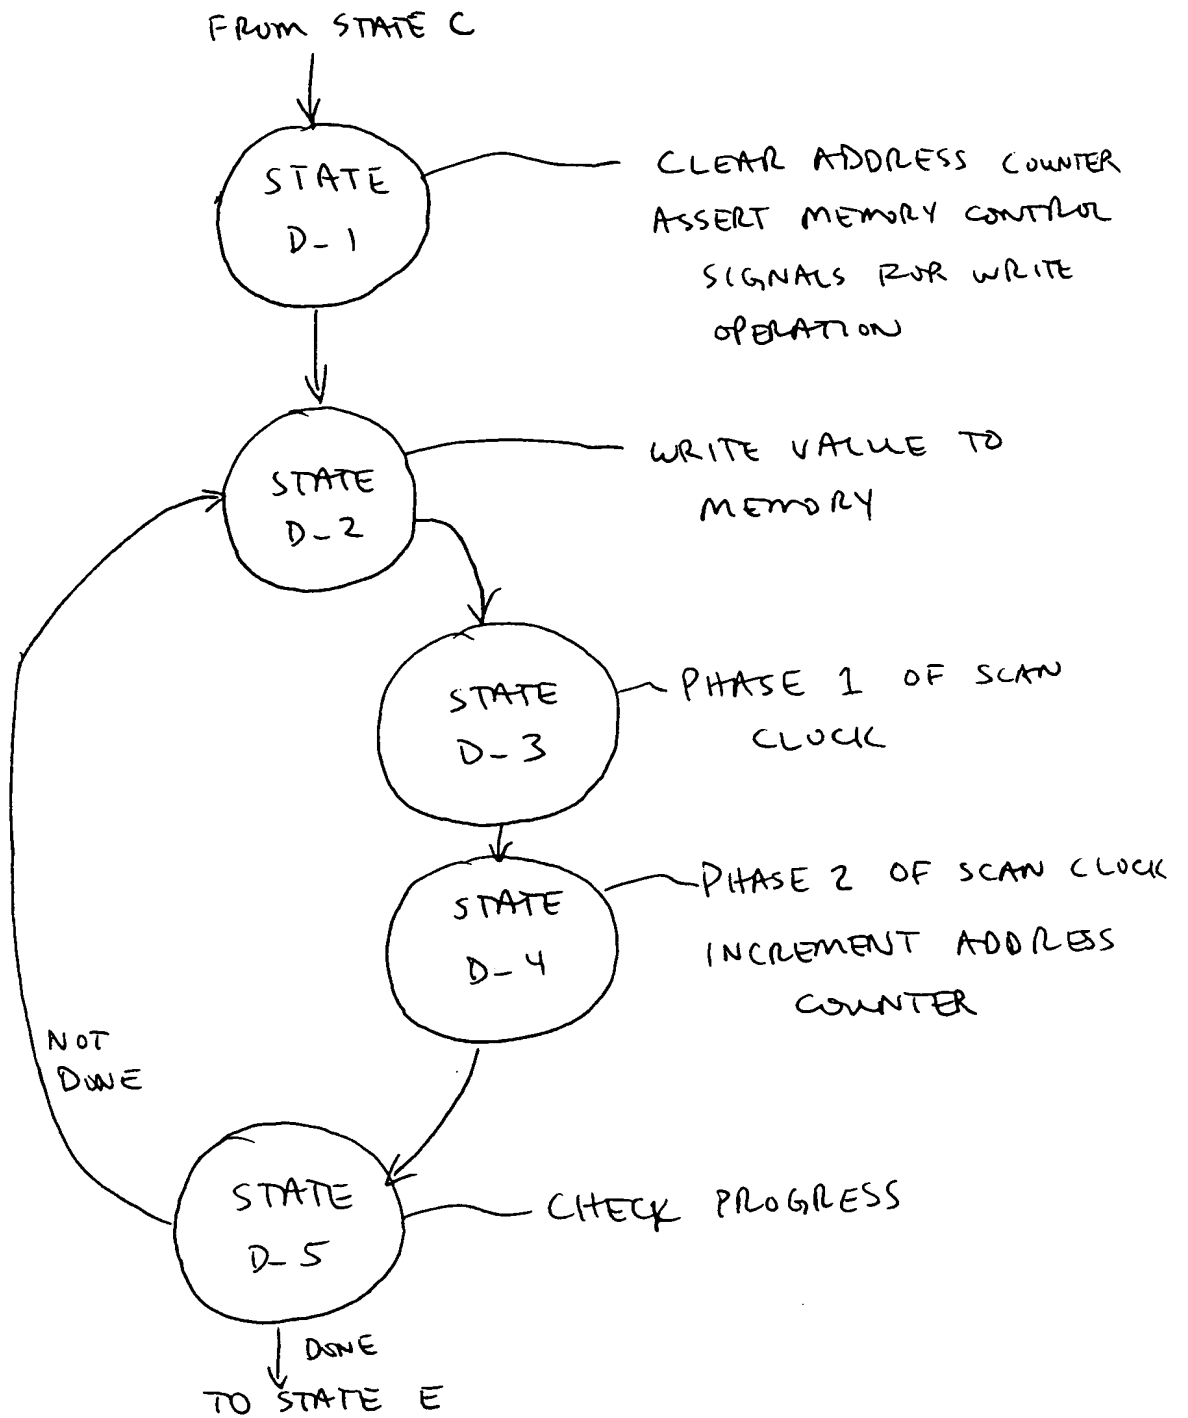 FROM STATE C
STATE
D-1
CLEAR ADDRESS COUNTER
ASSERT MEMORY CONTROL
SIGNALS FOR WRITE
OPERATION
STATE
D-2
WRITE VALUE TO
MEMORY
STATE
D-3
PHASE 1 OF SCAN
CLOCK
STATE
D-4
PHASE 2 OF SCAN CLOCK
INCREMENT ADDRESS
COUNTER
NOT
DONE
STATE
D-5
CHECK PROGRESS
DONE
TO STATE E